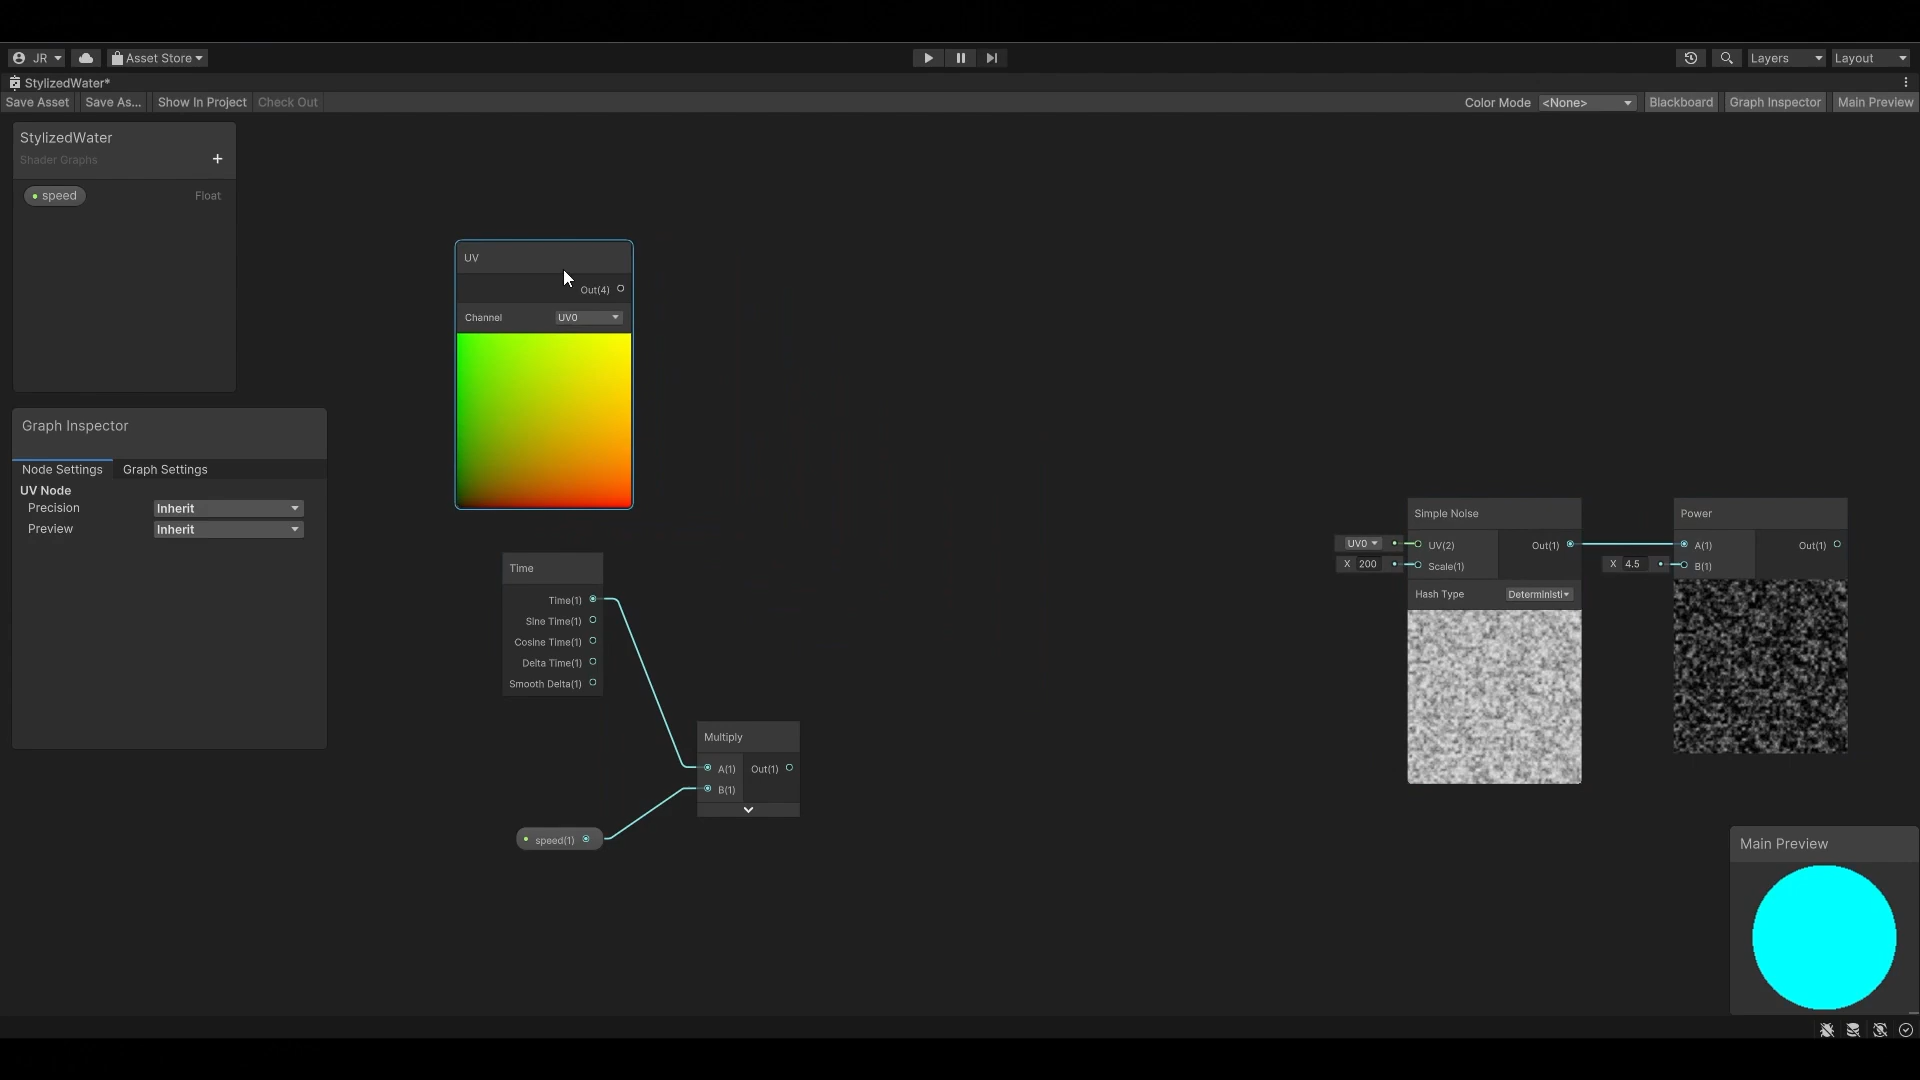 JR
Asset Store
Layers
Layout
StylizedWater*
Save Asset
Save As...
Show In Project
Check Out
Color Mode
<None>
Blackboard
Graph Inspector
Main Preview
StylizedWater
Shader Graphs
+
speed
Float
Graph Inspector
Node Settings
Graph Settings
UV Node
Precision
Inherit
Preview
Inherit
UV
Out(4)
Channel
UV0
Time
Time(1)
Sine Time(1)
Cosine Time(1)
Delta Time(1)
Smooth Delta(1)
Multiply
A(1)
Out(1)
B(1)
speed(1)
Simple Noise
UV0
UV(2)
Out(1)
X 200
Scale(1)
Hash Type
Deterministi
Power
A(1)
Out(1)
X 4.5
B(1)
Main Preview